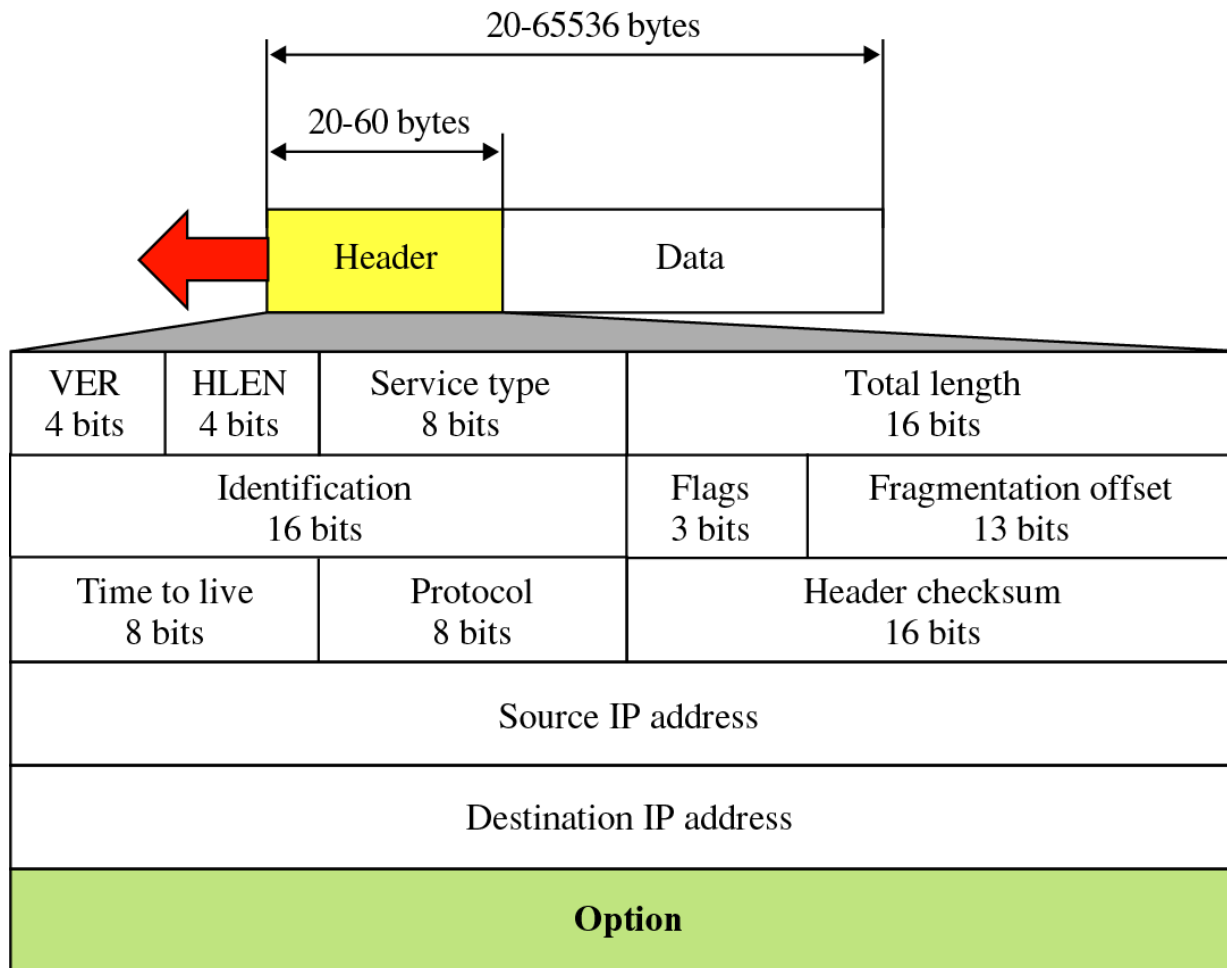 20-65536 bytes
20-60 bytes
Header
Data
VER
4 bits
HLEN
4 bits
Service type
8 bits
Total length
16 bits
Identification
16 bits
Flags
3 bits
Fragmentation offset
13 bits
Time to live
8 bits
Protocol
8 bits
Header checksum
16 bits
Source IP address
Destination IP address
Option